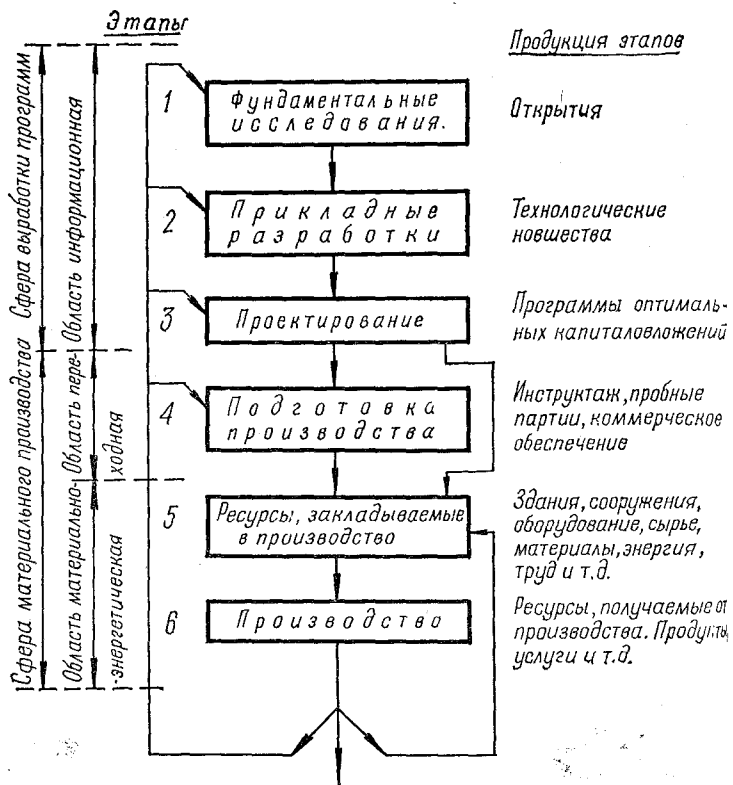 Этапы
Продукция этапов
Сфера выработки программ
Область информационная
Сфера материального производства
Область пере-
ходная
Область материально-
-энергетическая
1
Фундаментальные
исследования.
Открытия
2
Прикладные
разработки
Технологические
новшества
3
Проектирование
Программы оптималь-
ных капиталовложений
4
Подготовка
производства
Инструктаж, пробные
партии, коммерческое
обеспечение
5
Ресурсы, закладываемые
в производство
Здания, сооружения,
оборудование, сырье,
материалы, энергия,
труд и т.д.
6
Производство
Ресурсы, получаемые от
производства. Продукты,
услуги и т.д.